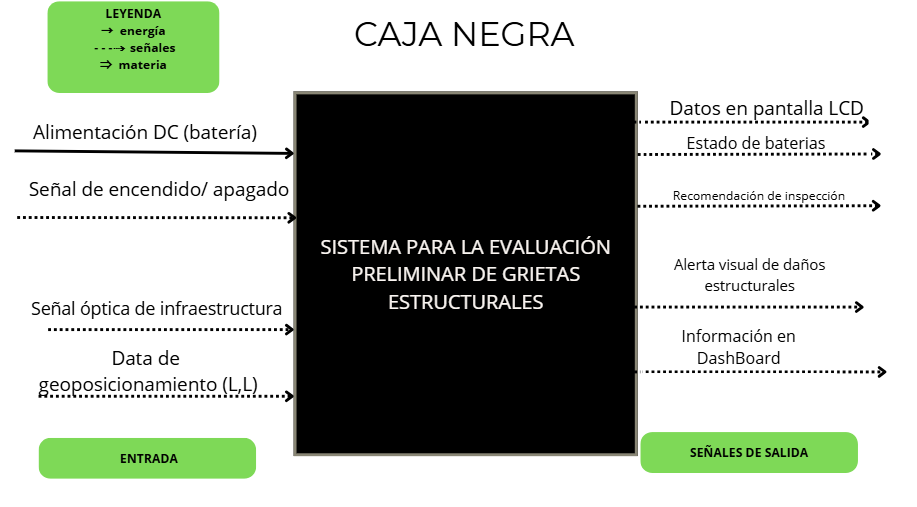 LEYENDA
→ energía
---→ señales
⇒ materia
CAJA NEGRA
Alimentación DC (batería)
Señal de encendido/ apagado
Señal óptica de infraestructura
Data de
geoposicionamiento (L,L)
ENTRADA
SISTEMA PARA LA EVALUACIÓN
PRELIMINAR DE GRIETAS
ESTRUCTURALES
Datos en pantalla LCD
Estado de baterias
Recomendación de inspección
Alerta visual de daños
estructurales
Información en
DashBoard
SEÑALES DE SALIDA